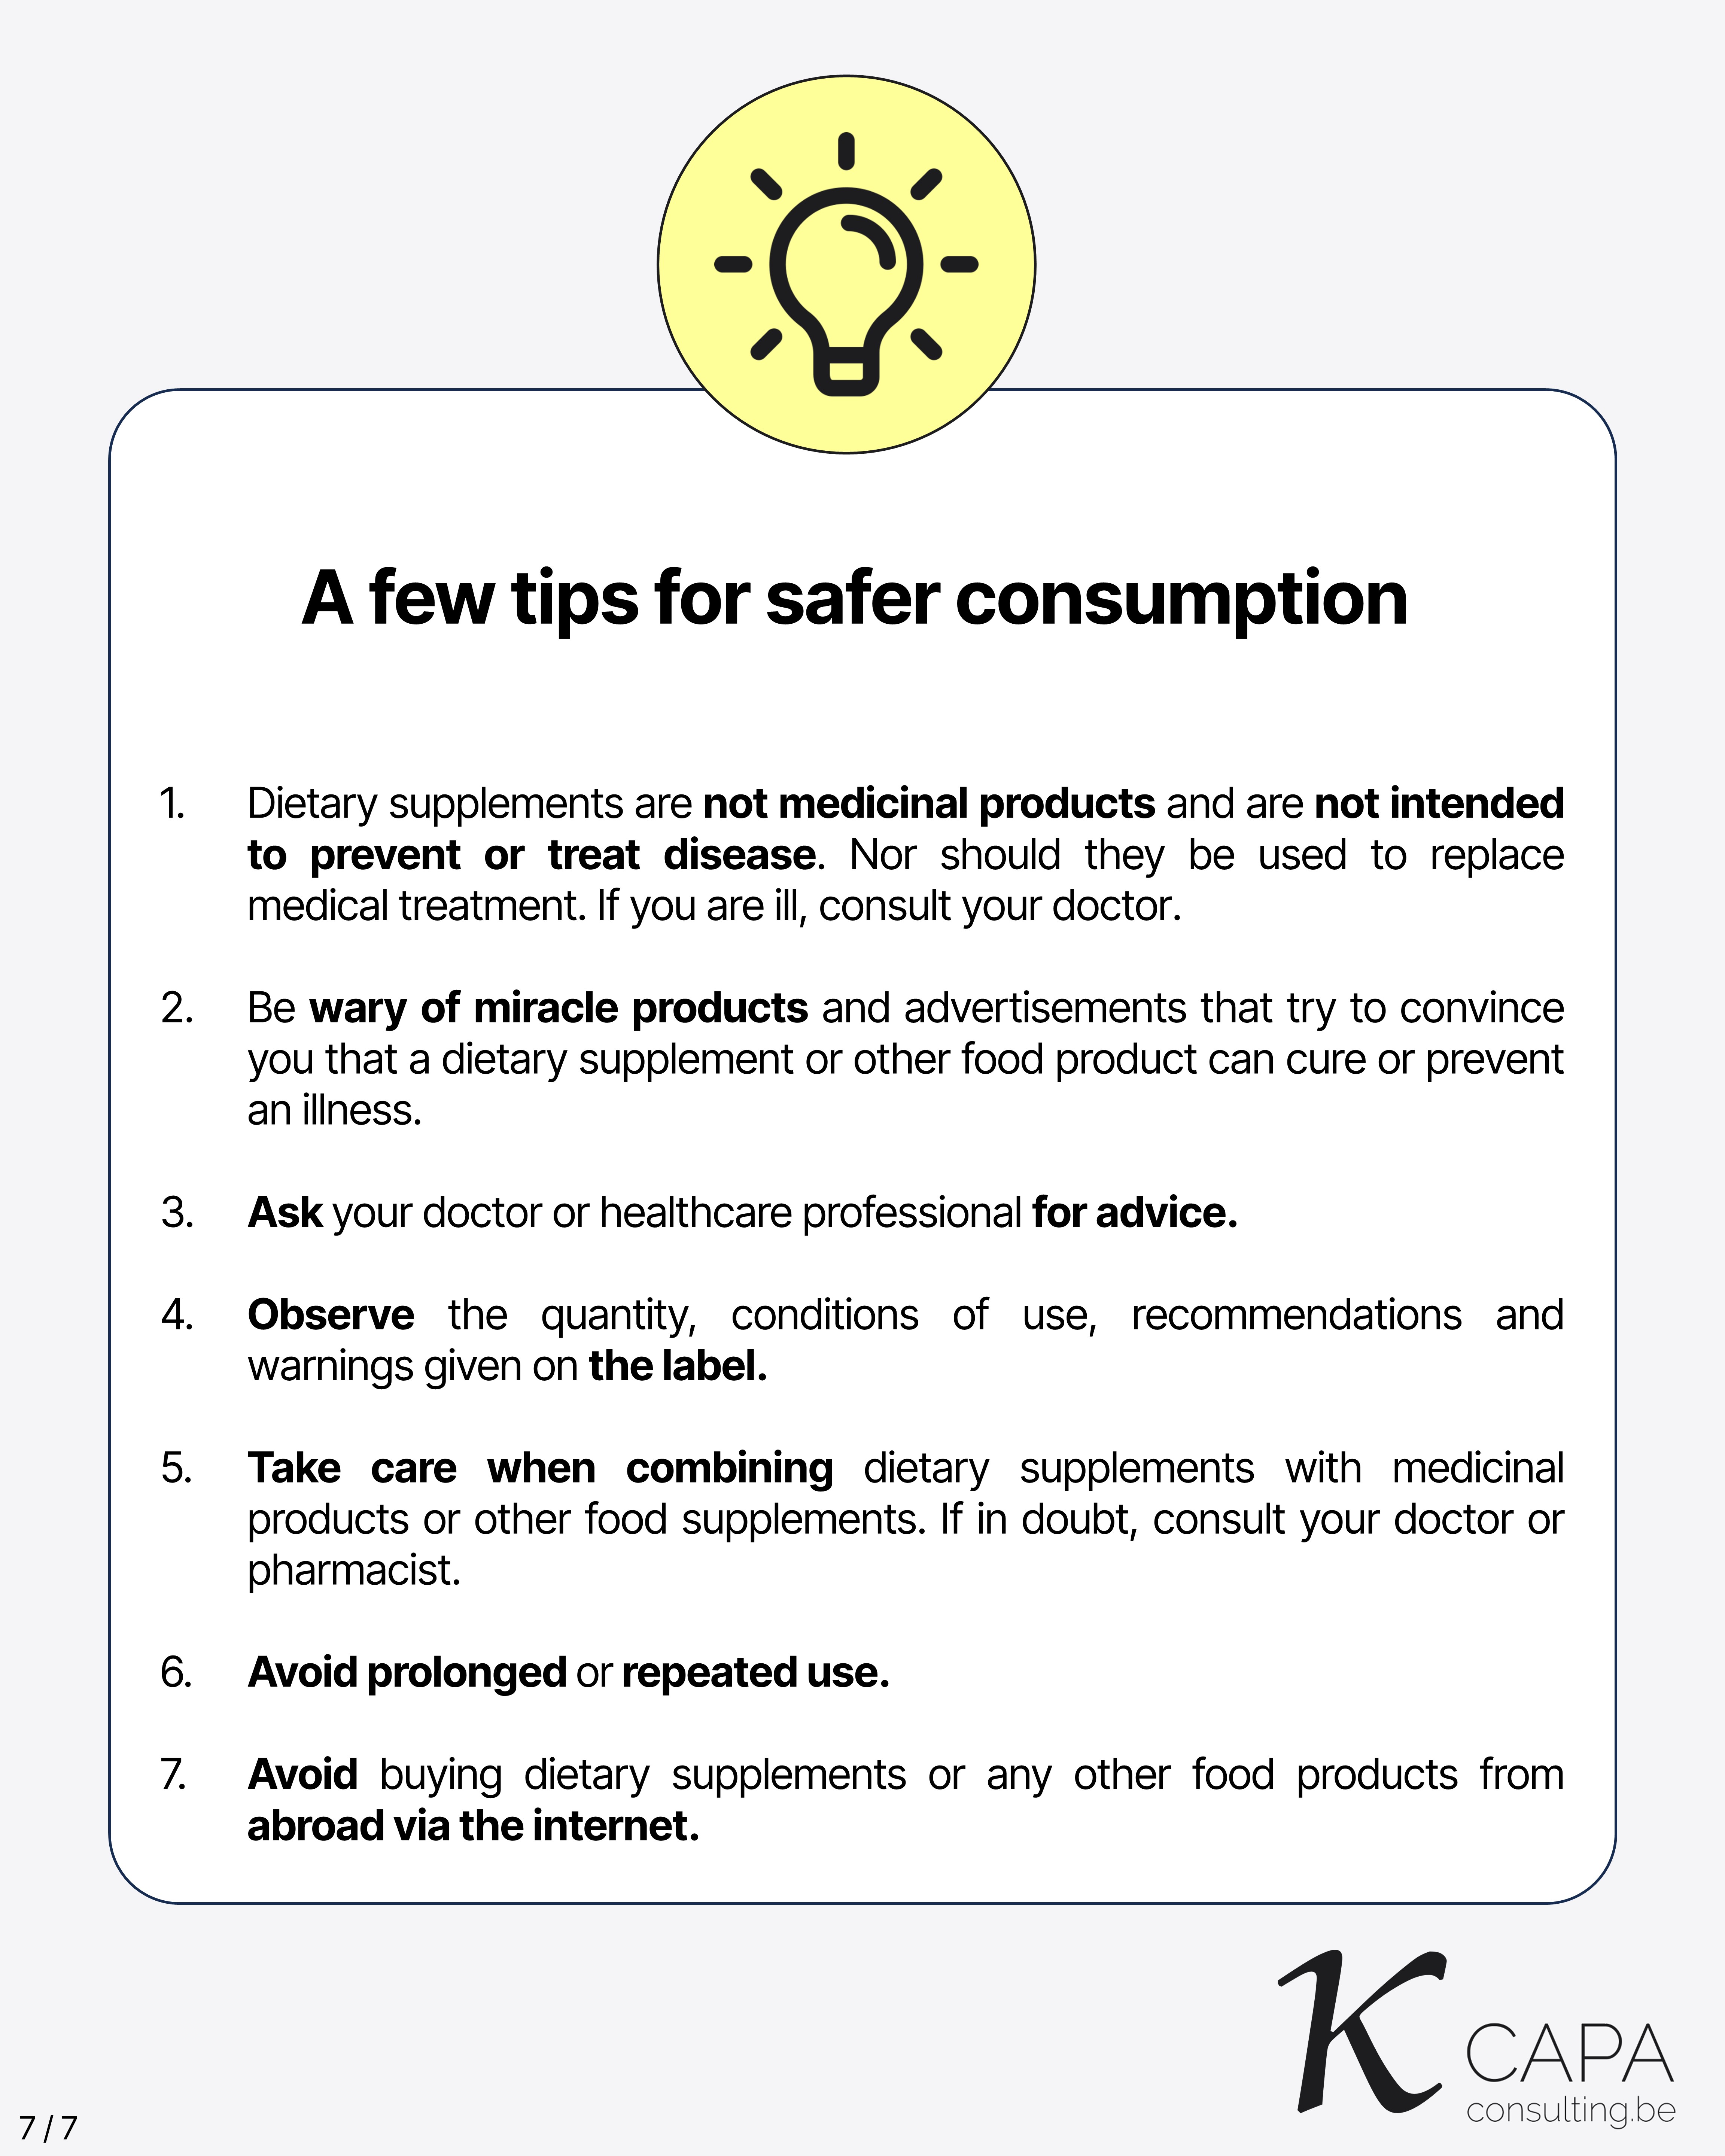 A few tips for safer consumption
1. Dietary supplements are not medicinal products and are not intended
to prevent or treat disease. Nor should they be used to replace
medical treatment. If you are ill, consult your doctor.
2. Be wary of miracle products and advertisements that try to convince
you that a dietary supplement or other food product can cure or prevent
an illness.
3. Ask your doctor or healthcare professional for advice.
4. Observe the quantity, conditions of use, recommendations and
warnings given on the label.
5. Take care when combining dietary supplements with medicinal
products or other food supplements. If in doubt, consult your doctor or
pharmacist.
6. Avoid prolonged or repeated use.
7. Avoid buying dietary supplements or any other food products from
abroad via the internet.
K CAPA
consulting.be
7 / 7